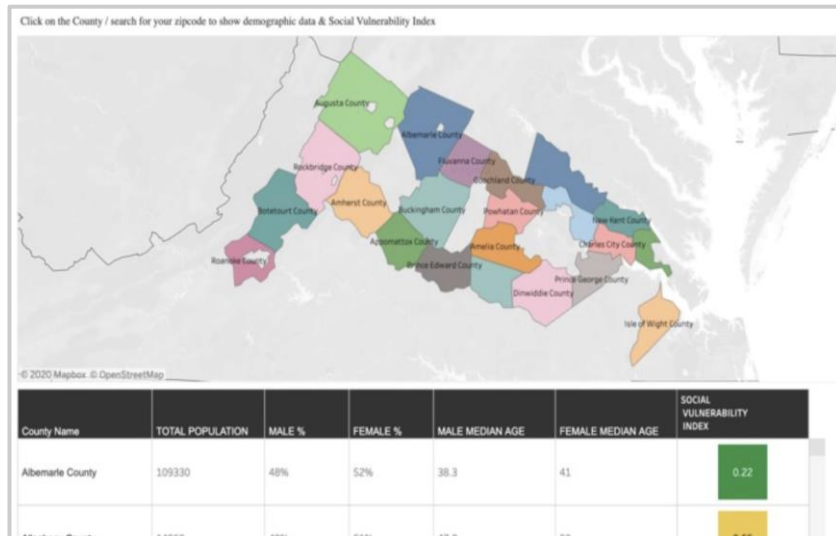 Click on the County / search for your zipcode to show demographic data & Social Vulnerability Index
Augusta County
Albemarle County
Rockbridge County
Fluvanna County
Goochland County
Botetourt County
Amherst County
Buckingham County
Powhatan County
New Kent County
Appomattox County
Amelia County
Charles City County
Roanoke County
Prince Edward County
Prince George County
Dinwiddie County
Isle of Wight County
© 2020 Mapbox © OpenStreetMap
County Name TOTAL POPULATION MALE % FEMALE % MALE MEDIAN AGE FEMALE MEDIAN AGE SOCIAL VULNERABILITY INDEX
Albemarle County 109330 48% 52% 38.3 41 0.22